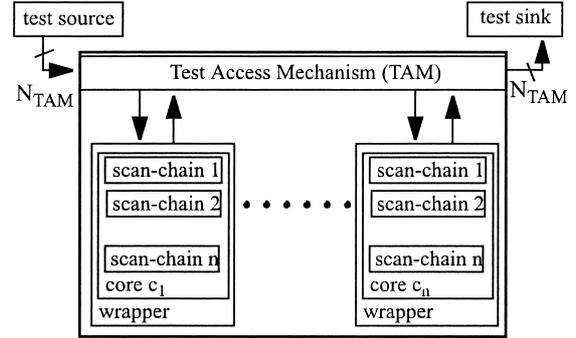 test source
test sink
Test Access Mechanism (TAM)
N_TAM
N_TAM
scan-chain 1
scan-chain 2
scan-chain n
core c_1
wrapper
scan-chain 1
scan-chain 2
scan-chain n
core c_n
wrapper